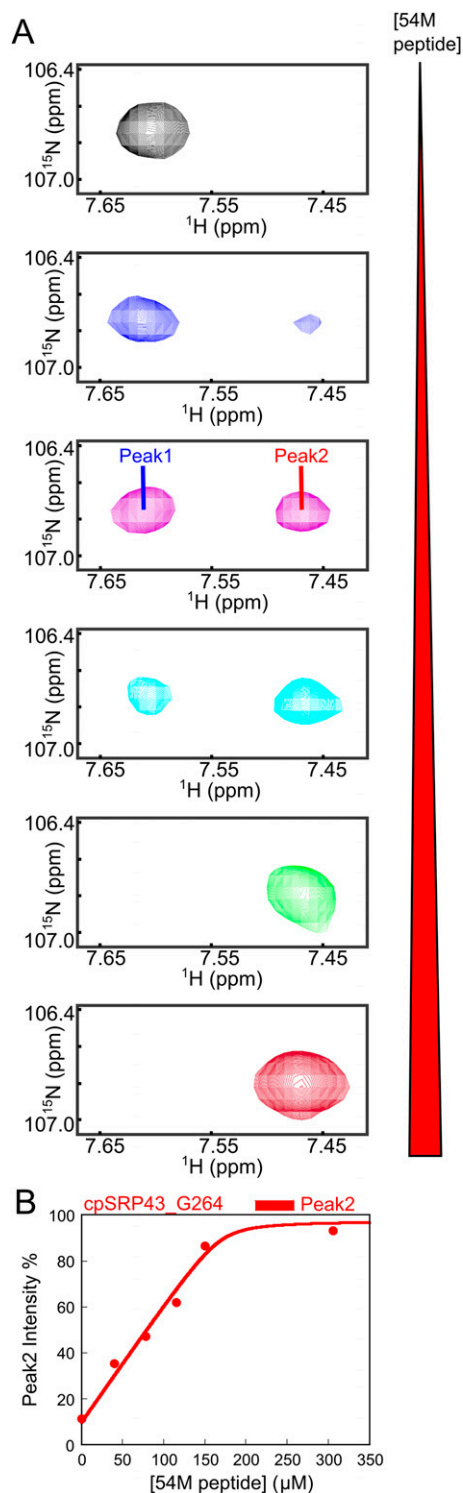 A
[54M
peptide]
106.4
107.0
¹⁵N (ppm)
7.65 7.55 7.45
¹H (ppm)
106.4
107.0
¹⁵N (ppm)
7.65 7.55 7.45
¹H (ppm)
Peak1 Peak2
106.4
107.0
¹⁵N (ppm)
7.65 7.55 7.45
¹H (ppm)
106.4
107.0
¹⁵N (ppm)
7.65 7.55 7.45
¹H (ppm)
106.4
107.0
¹⁵N (ppm)
7.65 7.55 7.45
¹H (ppm)
106.4
107.0
¹⁵N (ppm)
7.65 7.55 7.45
¹H (ppm)
B
cpSRP43_G264 Peak2
100
80
60
40
20
0
Peak2 Intensity %
0 50 100 150 200 250 300 350
[54M peptide] (µM)